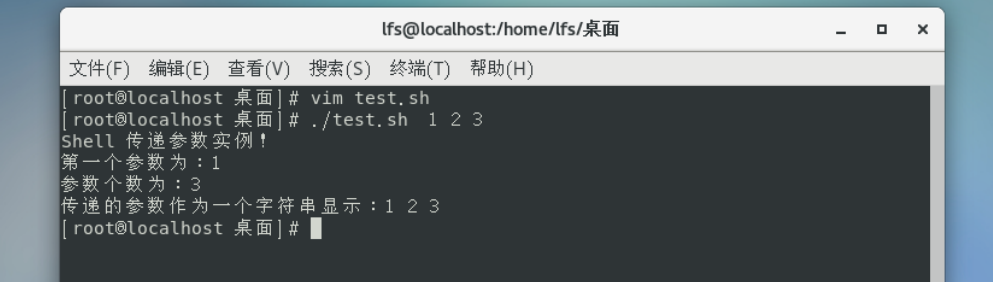 lfs@localhost:/home/lfs/桌面
文件(F) 编辑(E) 查看(V) 搜索(S) 终端(T) 帮助(H)
[root@localhost 桌面]# vim test.sh
[root@localhost 桌面]# ./test.sh 1 2 3
Shell 传递参数实例！
第一个参数为：1
参数个数为：3
传递的参数作为一个字符串显示：1 2 3
[root@localhost 桌面]#